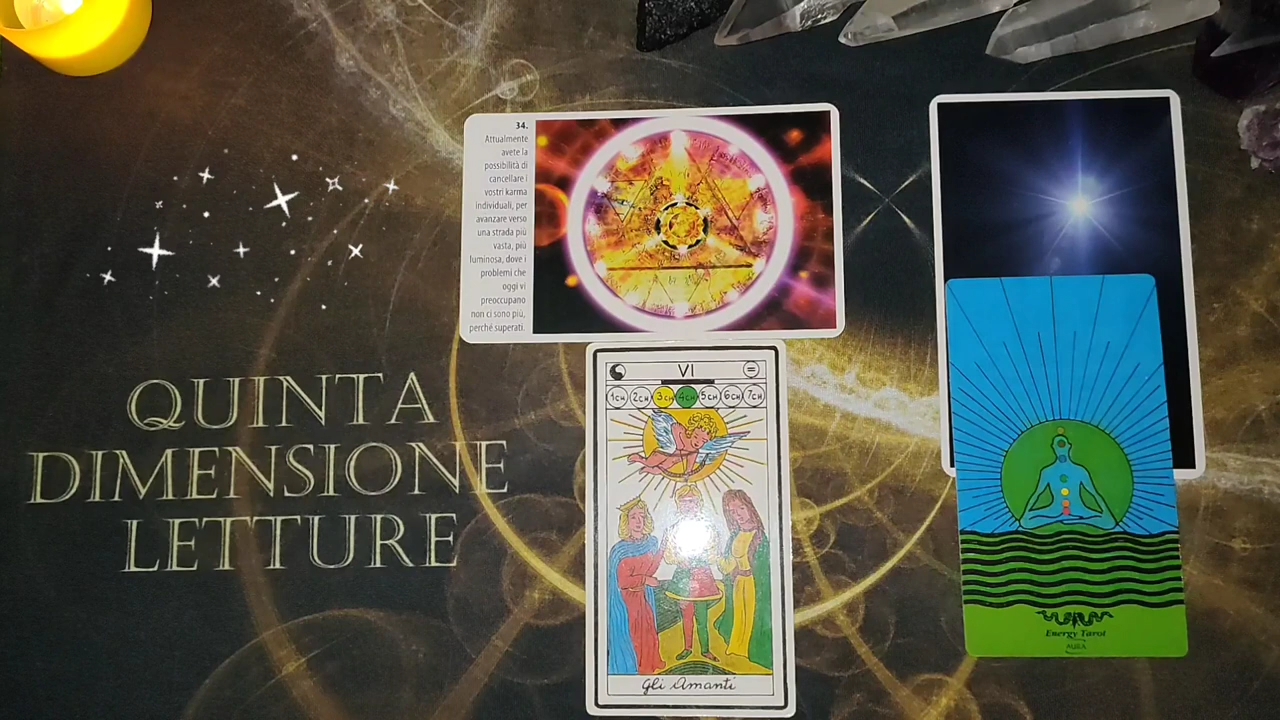 34.
Attualmente
avete la
possibilità di
cancellare i
vostri karma
individuali, per
avanzare verso
una strada più
vasta, più
luminosa, dove i
problemi che
oggi vi
preoccupano
non ci sono più,
perché superati.
VI
1CH 2CH 3CH 4CH 5CH 6CH 7CH
Gli Amanti
QUINTA
DIMENSIONE
LETTURE
Energy Tarot
MIRA